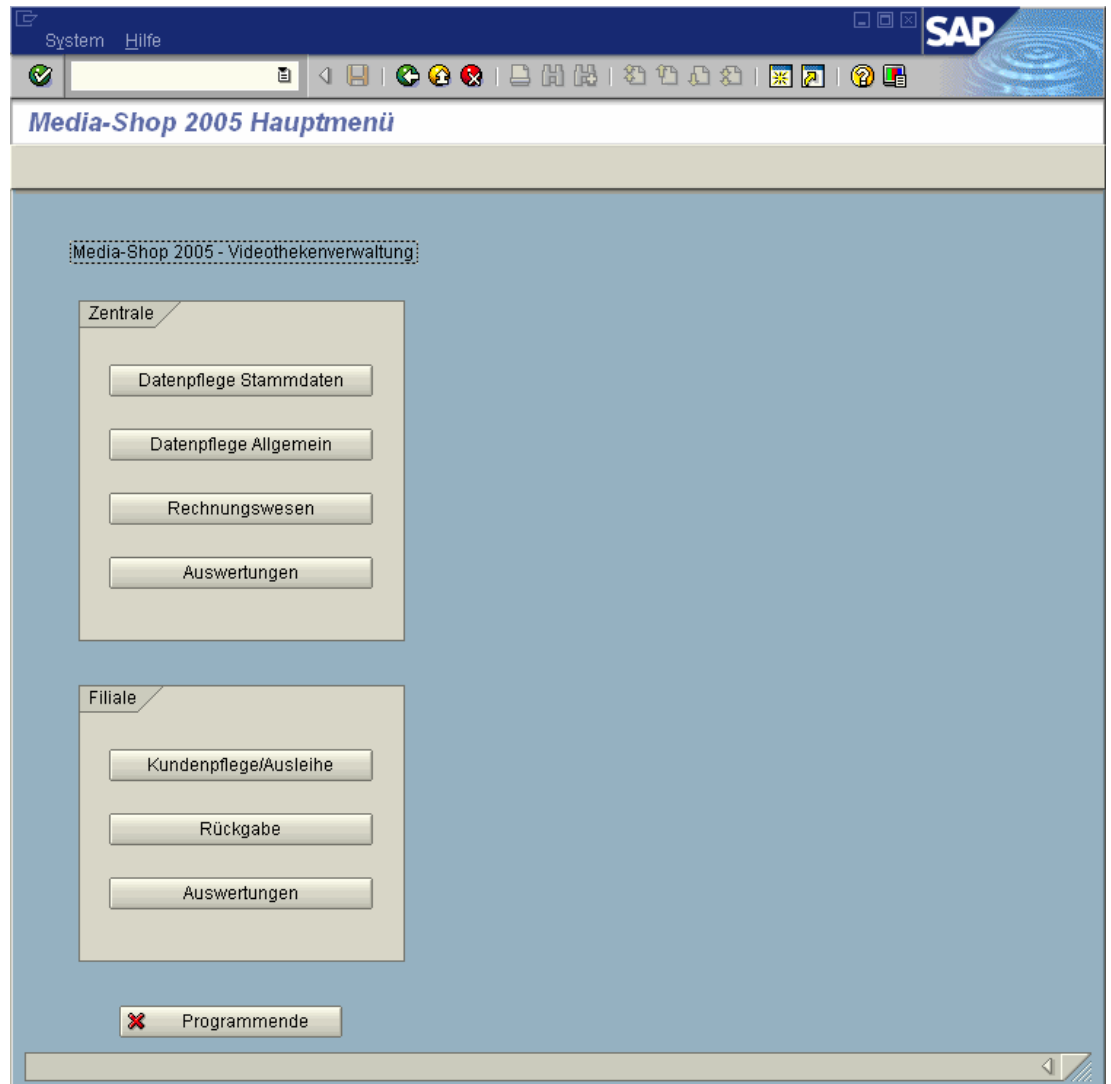 System Hilfe
SAP
Media-Shop 2005 Hauptmenü
Media-Shop 2005 - Videothekenverwaltung
Zentrale
Datenpflege Stammdaten
Datenpflege Allgemein
Rechnungswesen
Auswertungen
Filiale
Kundenpflege/Ausleihe
Rückgabe
Auswertungen
Programmende